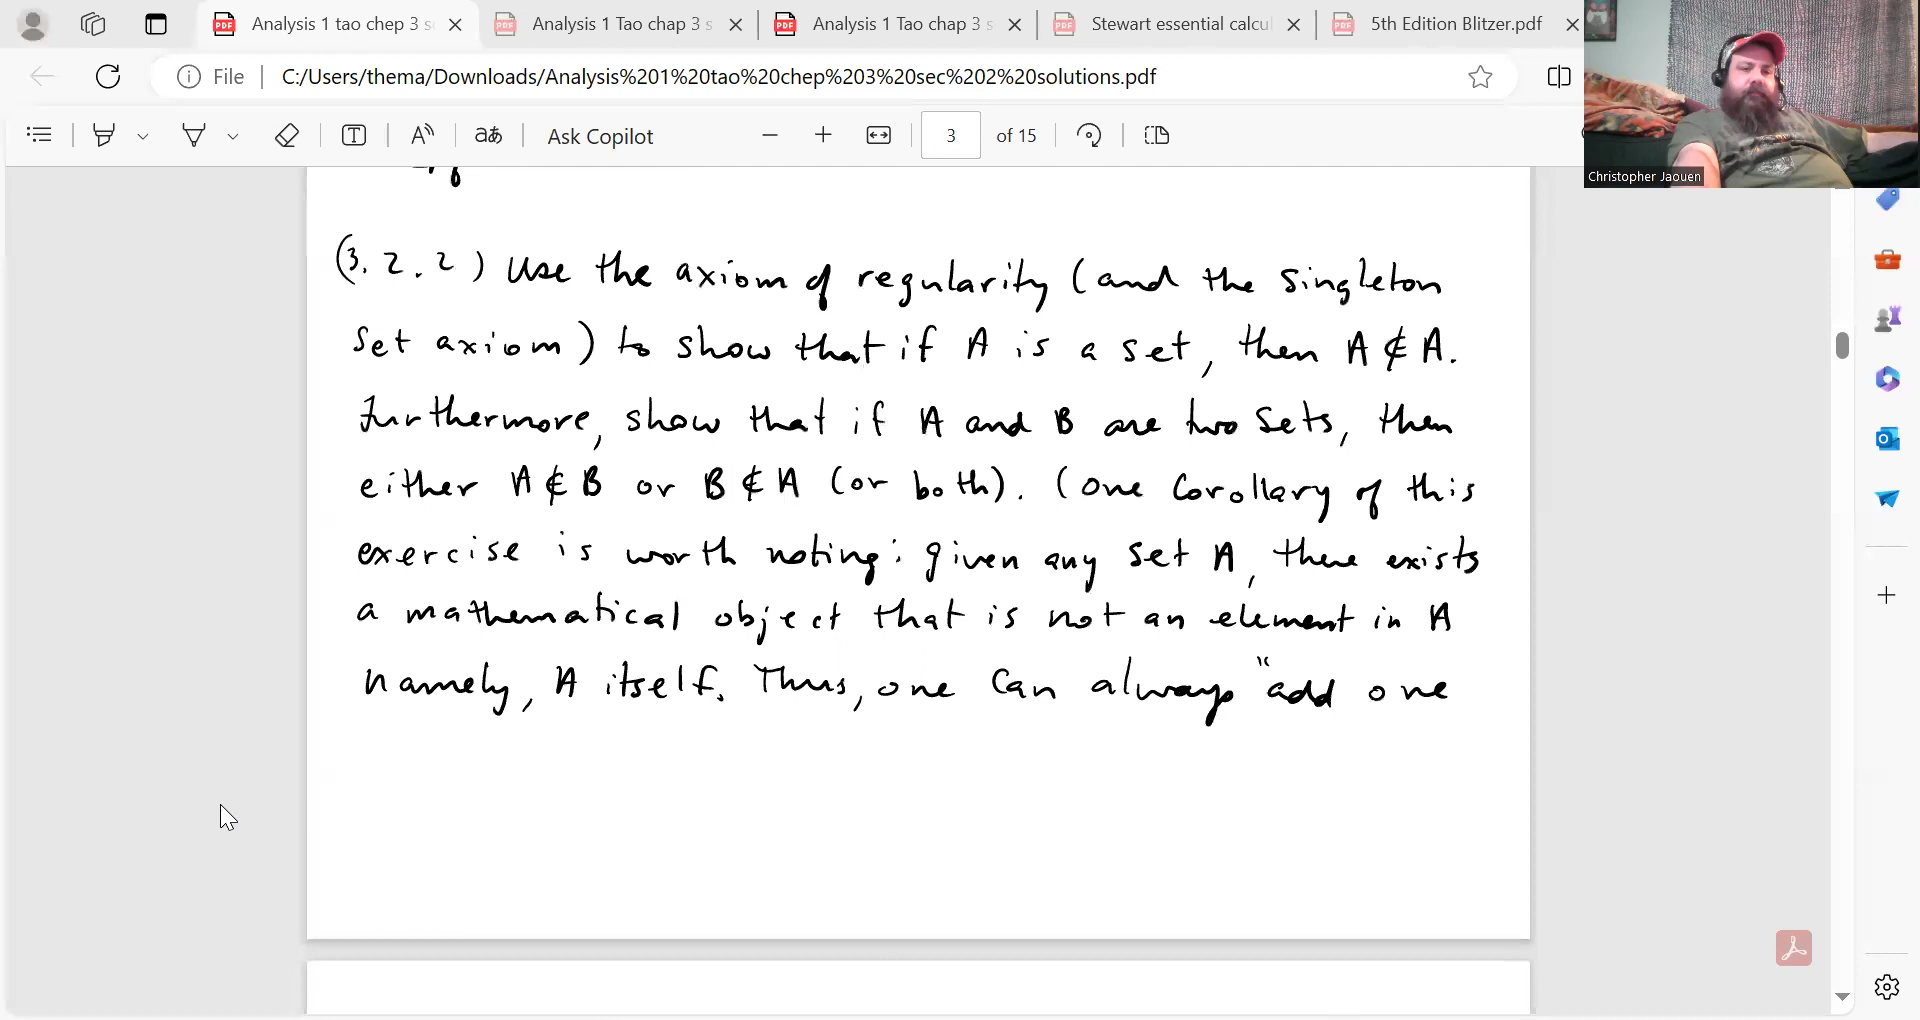 Analysis 1 tao chep 3 s
Analysis 1 Tao chap 3 s
Analysis 1 Tao chap 3 s
Stewart essential calcu
5th Edition Blitzer.pdf
File
C:/Users/thema/Downloads/Analysis%201%20tao%20chep%203%20sec%202%20solutions.pdf
Ask Copilot
3 of 15
Christopher Jaouen
(3.2.2) Use the axiom of regularity (and the singleton
set axiom) to show that if A is a set, then A ∉ A.
Furthermore, show that if A and B are two sets, then
either A ∉ B or B ∉ A (or both). (One corollary of this
exercise is worth noting: given any set A, there exists
a mathematical object that is not an element in A
namely, A itself. Thus, one can always "add one